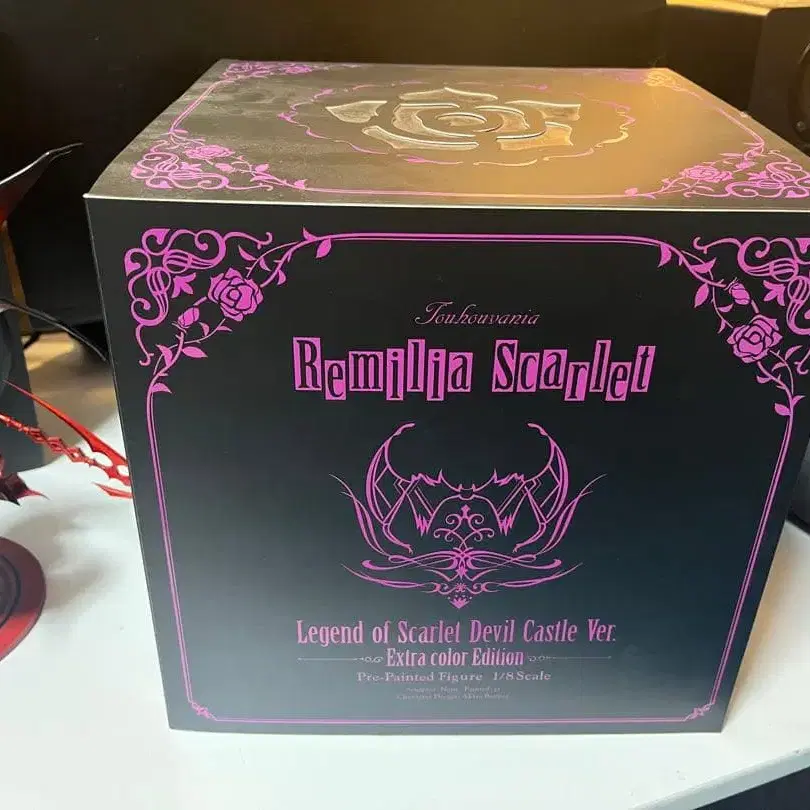 Touhouvania
Remilia Scarlet
Legend of Scarlet Devil Castle Ver.
Extra color Edition
Pre-Painted Figure 1/8 Scale